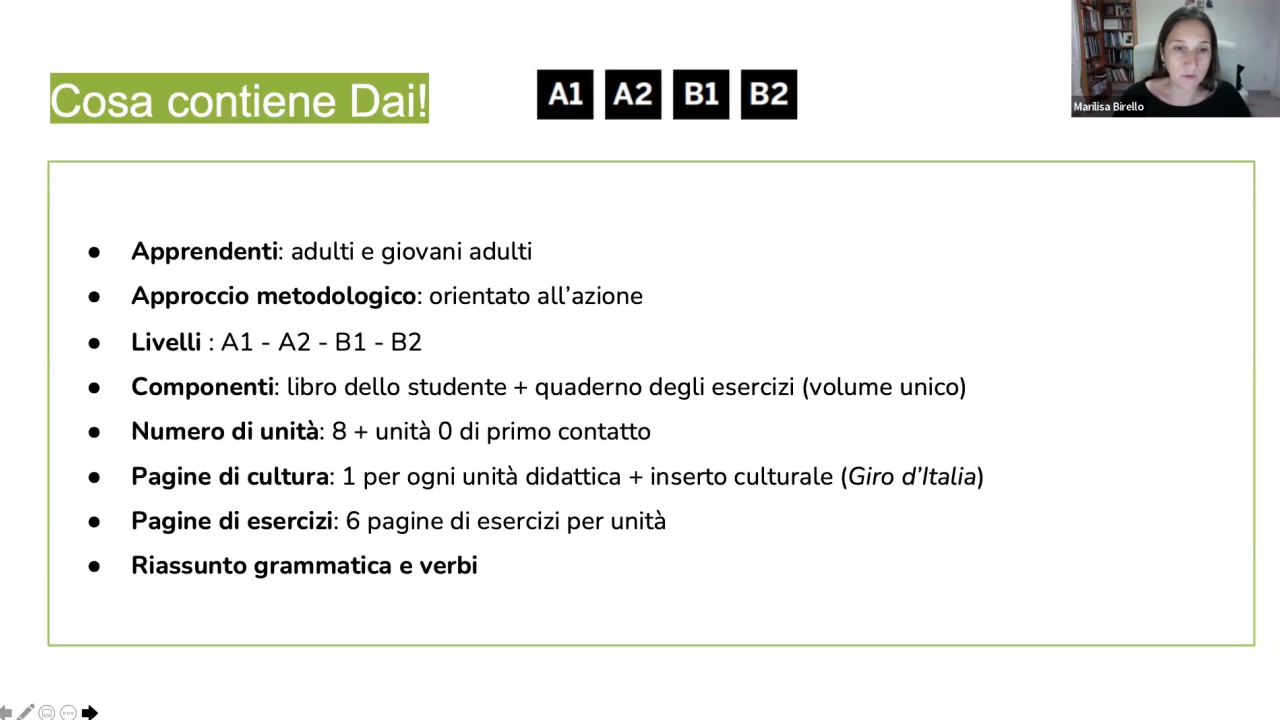 Cosa contiene Dai!
A1 A2 B1 B2
Marilisa Birello
● Apprendenti: adulti e giovani adulti
● Approccio metodologico: orientato all’azione
● Livelli : A1 - A2 - B1 - B2
● Componenti: libro dello studente + quaderno degli esercizi (volume unico)
● Numero di unità: 8 + unità 0 di primo contatto
● Pagine di cultura: 1 per ogni unità didattica + inserto culturale (Giro d’Italia)
● Pagine di esercizi: 6 pagine di esercizi per unità
● Riassunto grammatica e verbi